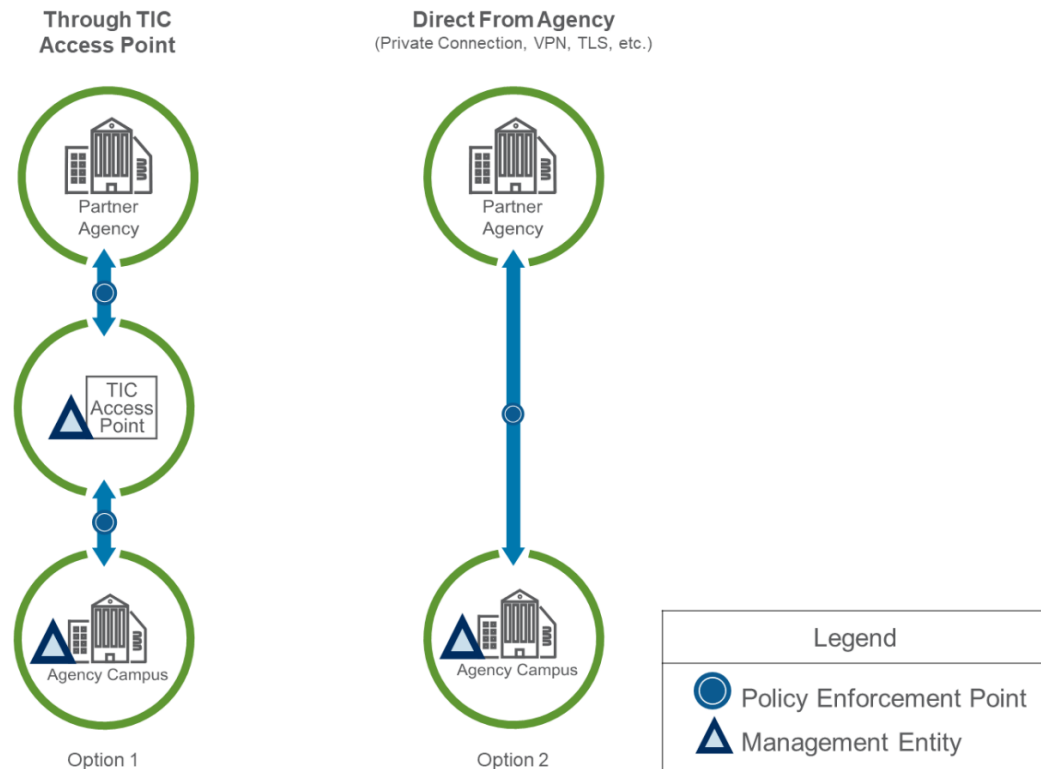 Through TIC
Access Point
Partner
Agency
TIC
Access
Point
Agency Campus
Option 1
Direct From Agency
(Private Connection, VPN, TLS, etc.)
Partner
Agency
Agency Campus
Option 2
Legend
Policy Enforcement Point
Management Entity